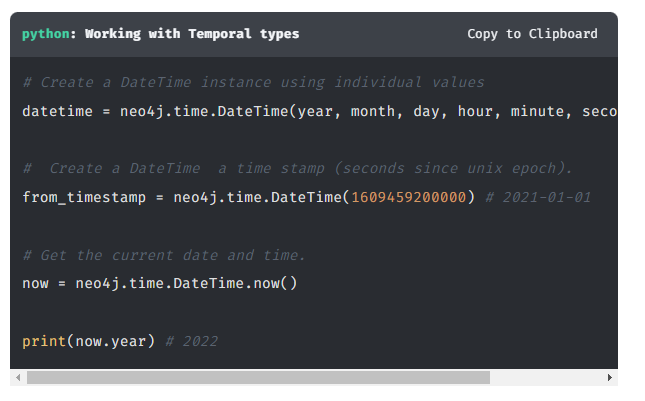 python: Working with Temporal types
Copy to Clipboard
# Create a DateTime instance using individual values
datetime = neo4j.time.DateTime(year, month, day, hour, minute, seco
#  Create a DateTime  a time stamp (seconds since unix epoch).
from_timestamp = neo4j.time.DateTime(1609459200000) # 2021-01-01
# Get the current date and time.
now = neo4j.time.DateTime.now()
print(now.year) # 2022